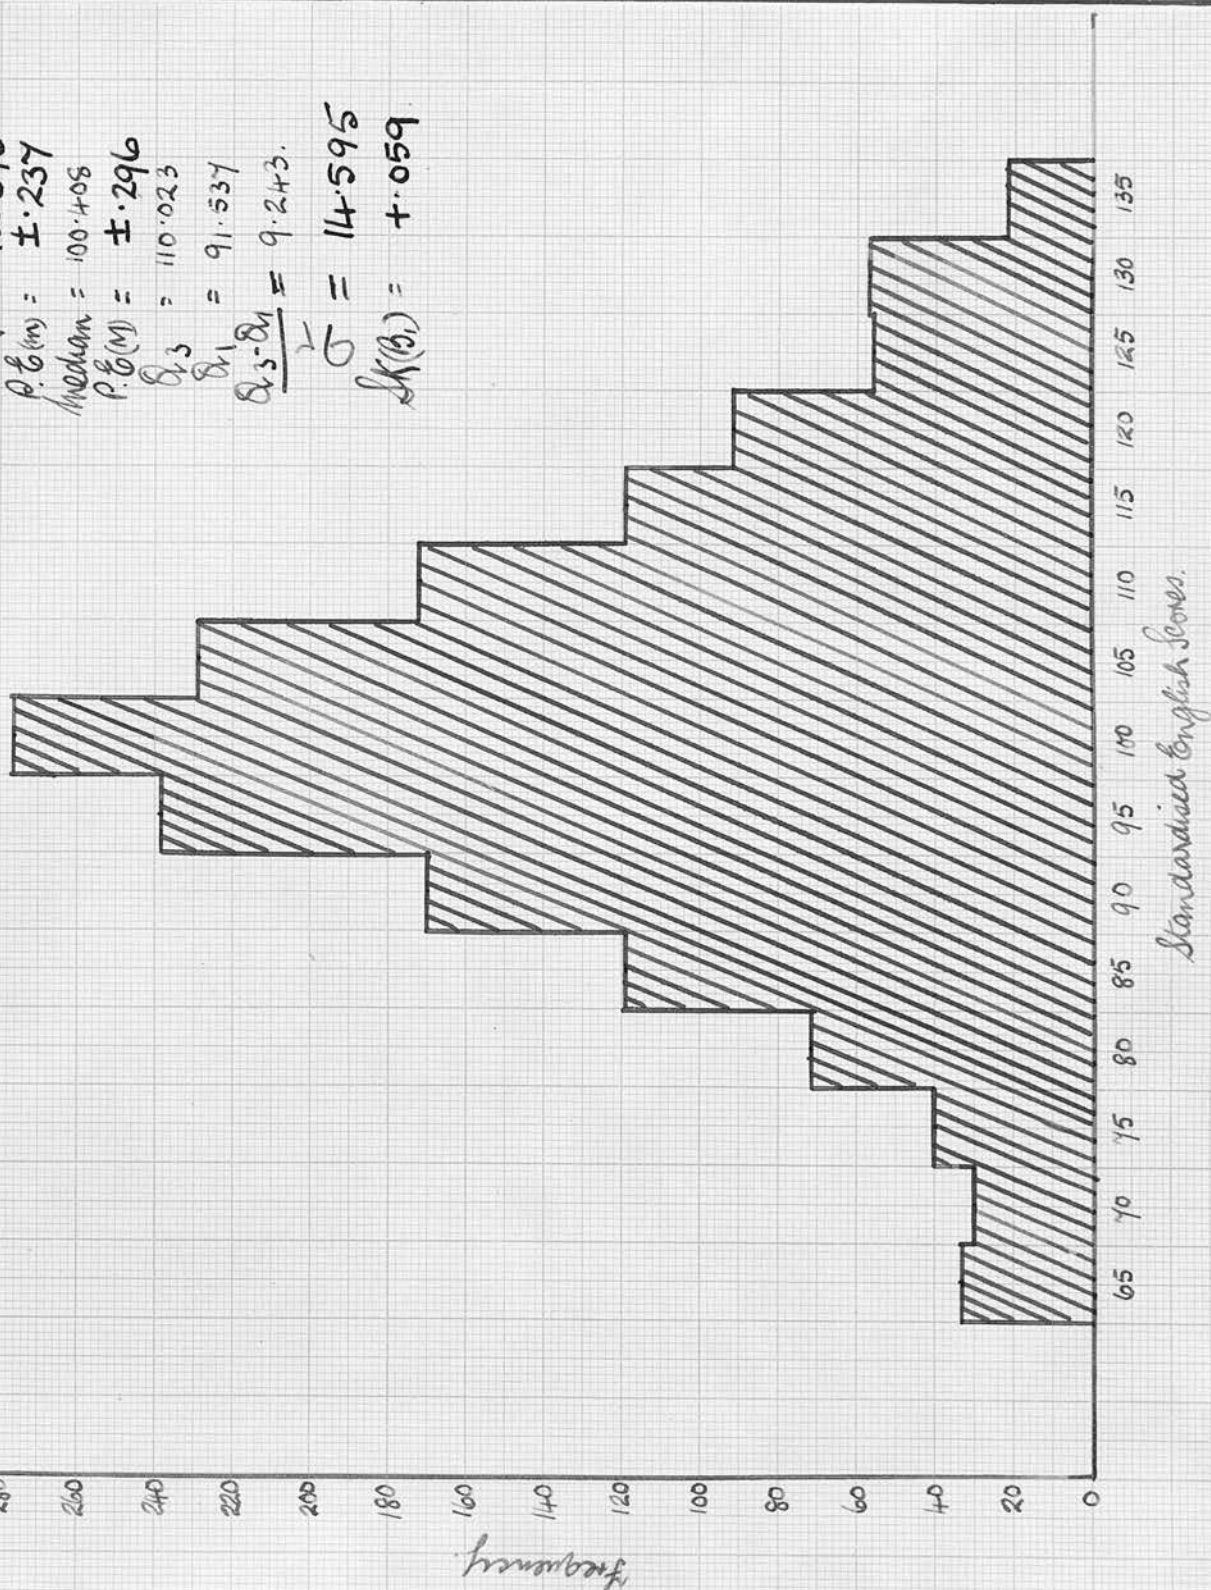 P.E(m) = ±.237
Median = 100.408
P.E(M) = ±.296
Q3 = 110.023
Q1 = 91.537
Q3-Q1 = 9.243.
2
σ = 14.595
SK(B1) = +.059.
Frequency.
280
260
240
220
200
180
160
140
120
100
80
60
40
20
0
65 70 75 80 85 90 95 100 105 110 115 120 125 130 135
Standardised English Scores.